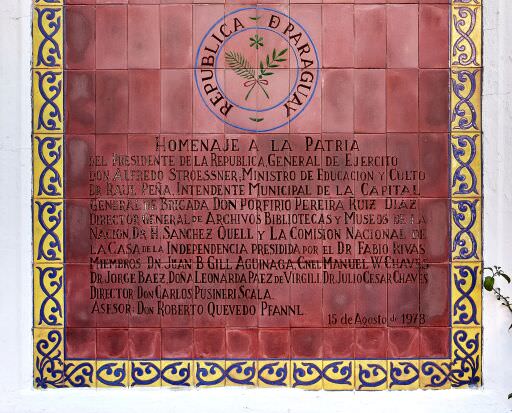 REPUBLICA Ð PARAGUAY
HOMENAJE A LA PATRIA
DEL PRESIDENTE DE LA REPUBLICA, GENERAL DE EJERCITO
DON ALFREDO STROESSNER; MINISTRO DE EDUCACION Y CULTO
DR RAUL PEÑA, INTENDENTE MUNICIPAL DE LA CAPITAL
GENERAL DE BRIGADA DON PORFIRIO PEREIRA RUIZ DIAZ
DIRECTOR GENERAL DE ARCHIVOS BIBLIOTECAS Y MUSEOS DE LA
NACION DR H. SANCHEZ QUELL Y LA COMISION NACIONAL DE
LA CASA DE LA INDEPENDENCIA PRESIDIDA POR EL DR FABIO RIVAS
MIEMBROS DN JUAN B GILL AGUINAGA, CNEL MANUEL W. CHAVES
DR JORGE BAEZ, DOÑA LEONARDA PAEZ DE VIRGILI, DR JULIO CESAR CHAVES
DIRECTOR DON CARLOS PUSINERI SCALA
ASESOR: DON ROBERTO QUEVEDO PFANNL
15 de Agosto de 1973